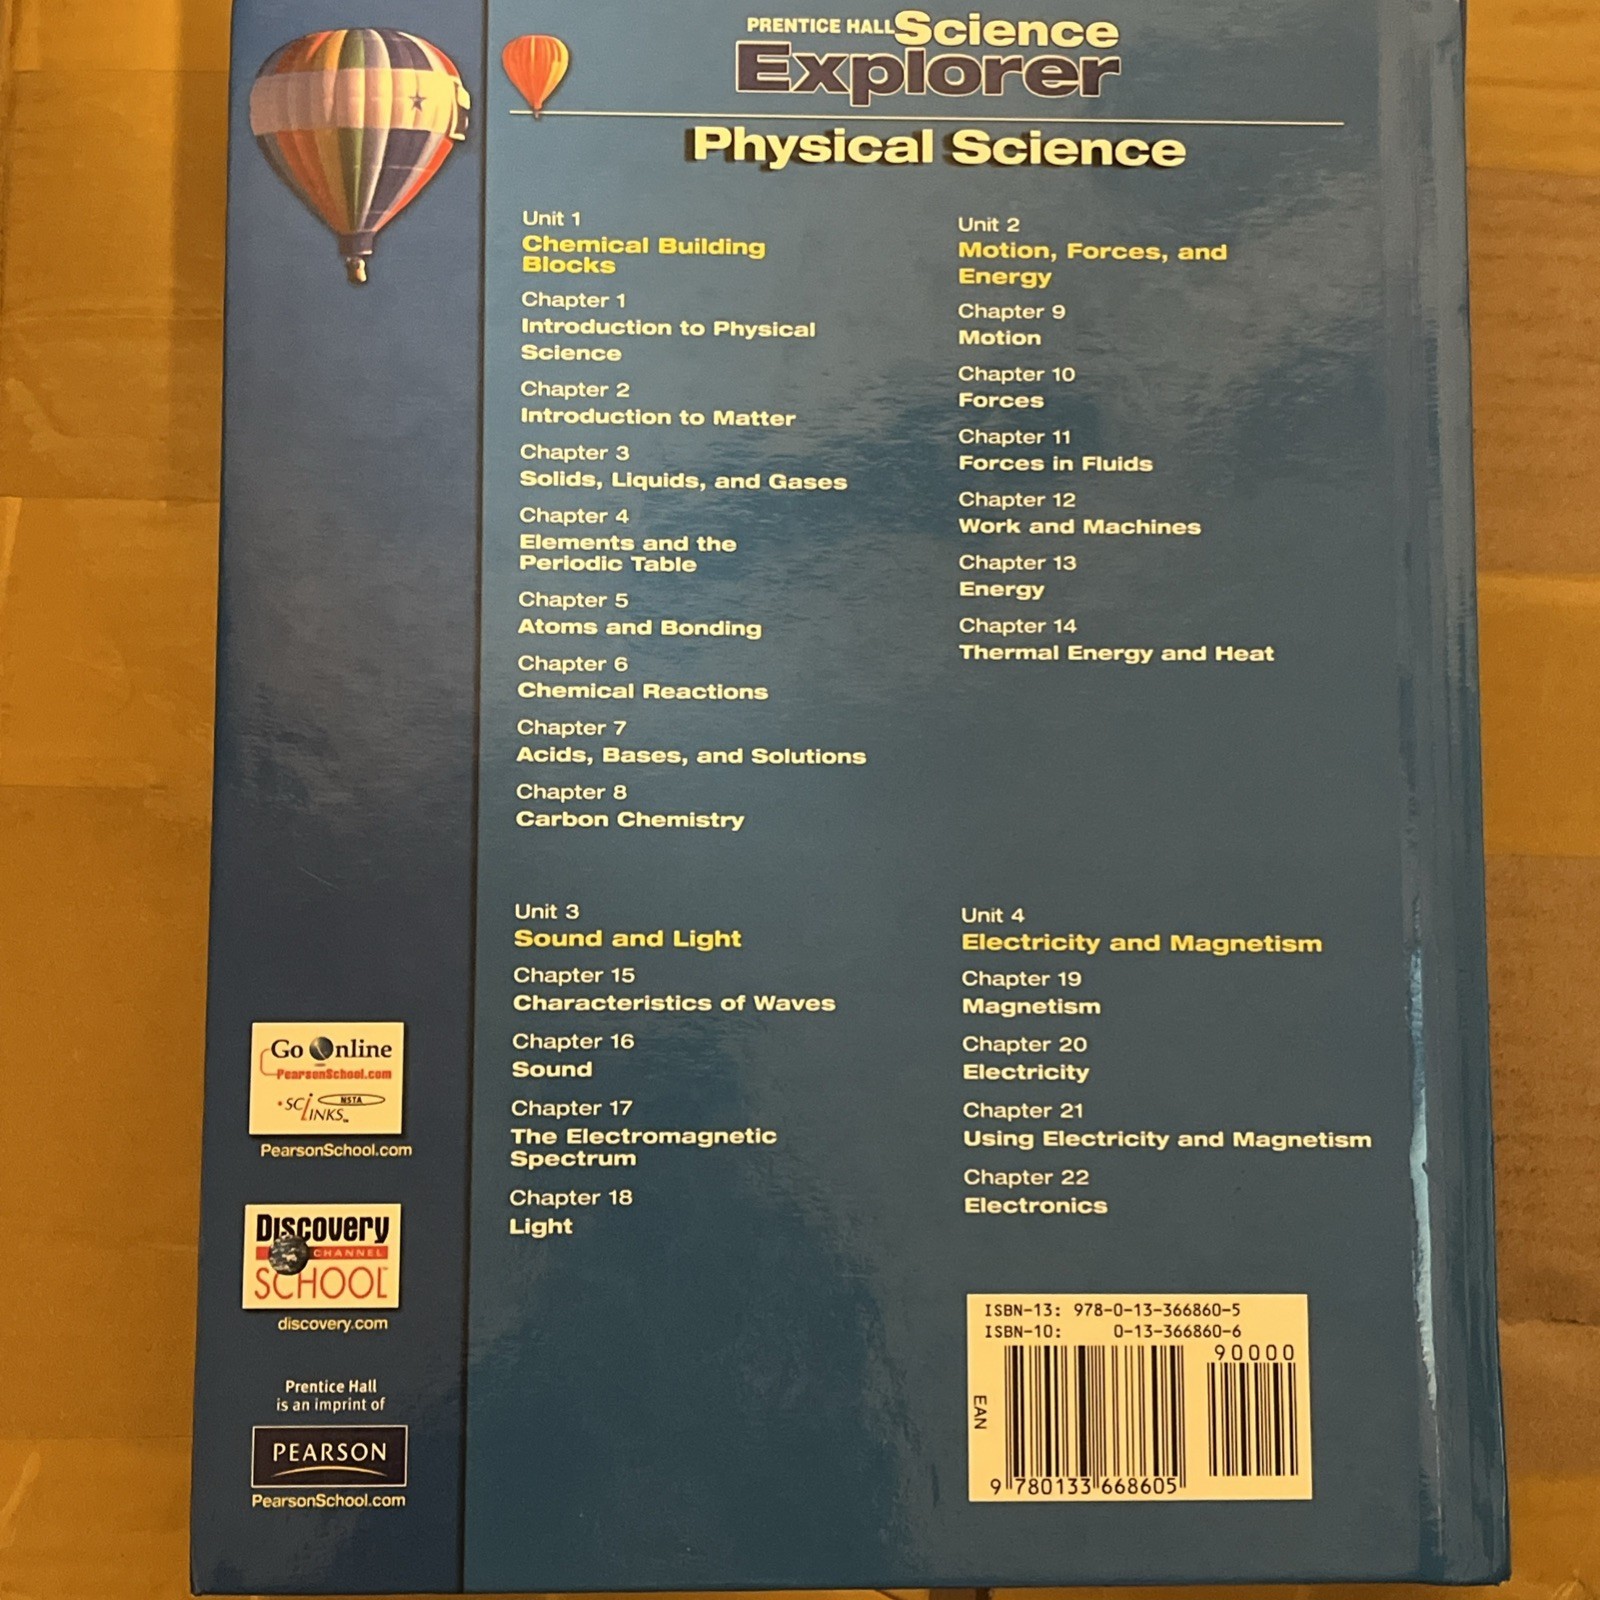 PRENTICE HALL Science
Explorer
Physical Science
Unit 1
Chemical Building
Blocks
Chapter 1
Introduction to Physical
Science
Chapter 2
Introduction to Matter
Chapter 3
Solids, Liquids, and Gases
Chapter 4
Elements and the
Periodic Table
Chapter 5
Atoms and Bonding
Chapter 6
Chemical Reactions
Chapter 7
Acids, Bases, and Solutions
Chapter 8
Carbon Chemistry
Unit 2
Motion, Forces, and
Energy
Chapter 9
Motion
Chapter 10
Forces
Chapter 11
Forces in Fluids
Chapter 12
Work and Machines
Chapter 13
Energy
Chapter 14
Thermal Energy and Heat
Unit 3
Sound and Light
Chapter 15
Characteristics of Waves
Chapter 16
Sound
Chapter 17
The Electromagnetic
Spectrum
Chapter 18
Light
Unit 4
Electricity and Magnetism
Chapter 19
Magnetism
Chapter 20
Electricity
Chapter 21
Using Electricity and Magnetism
Chapter 22
Electronics
Go Online
PearsonSchool.com
SCILINKS™ NSTA
PearsonSchool.com
Discovery
CHANNEL
SCHOOL
discovery.com
Prentice Hall
is an imprint of
PEARSON
PearsonSchool.com
ISBN-13: 978-0-13-366860-5
ISBN-10: 0-13-366860-6
90000
EAN
9 780133 668605